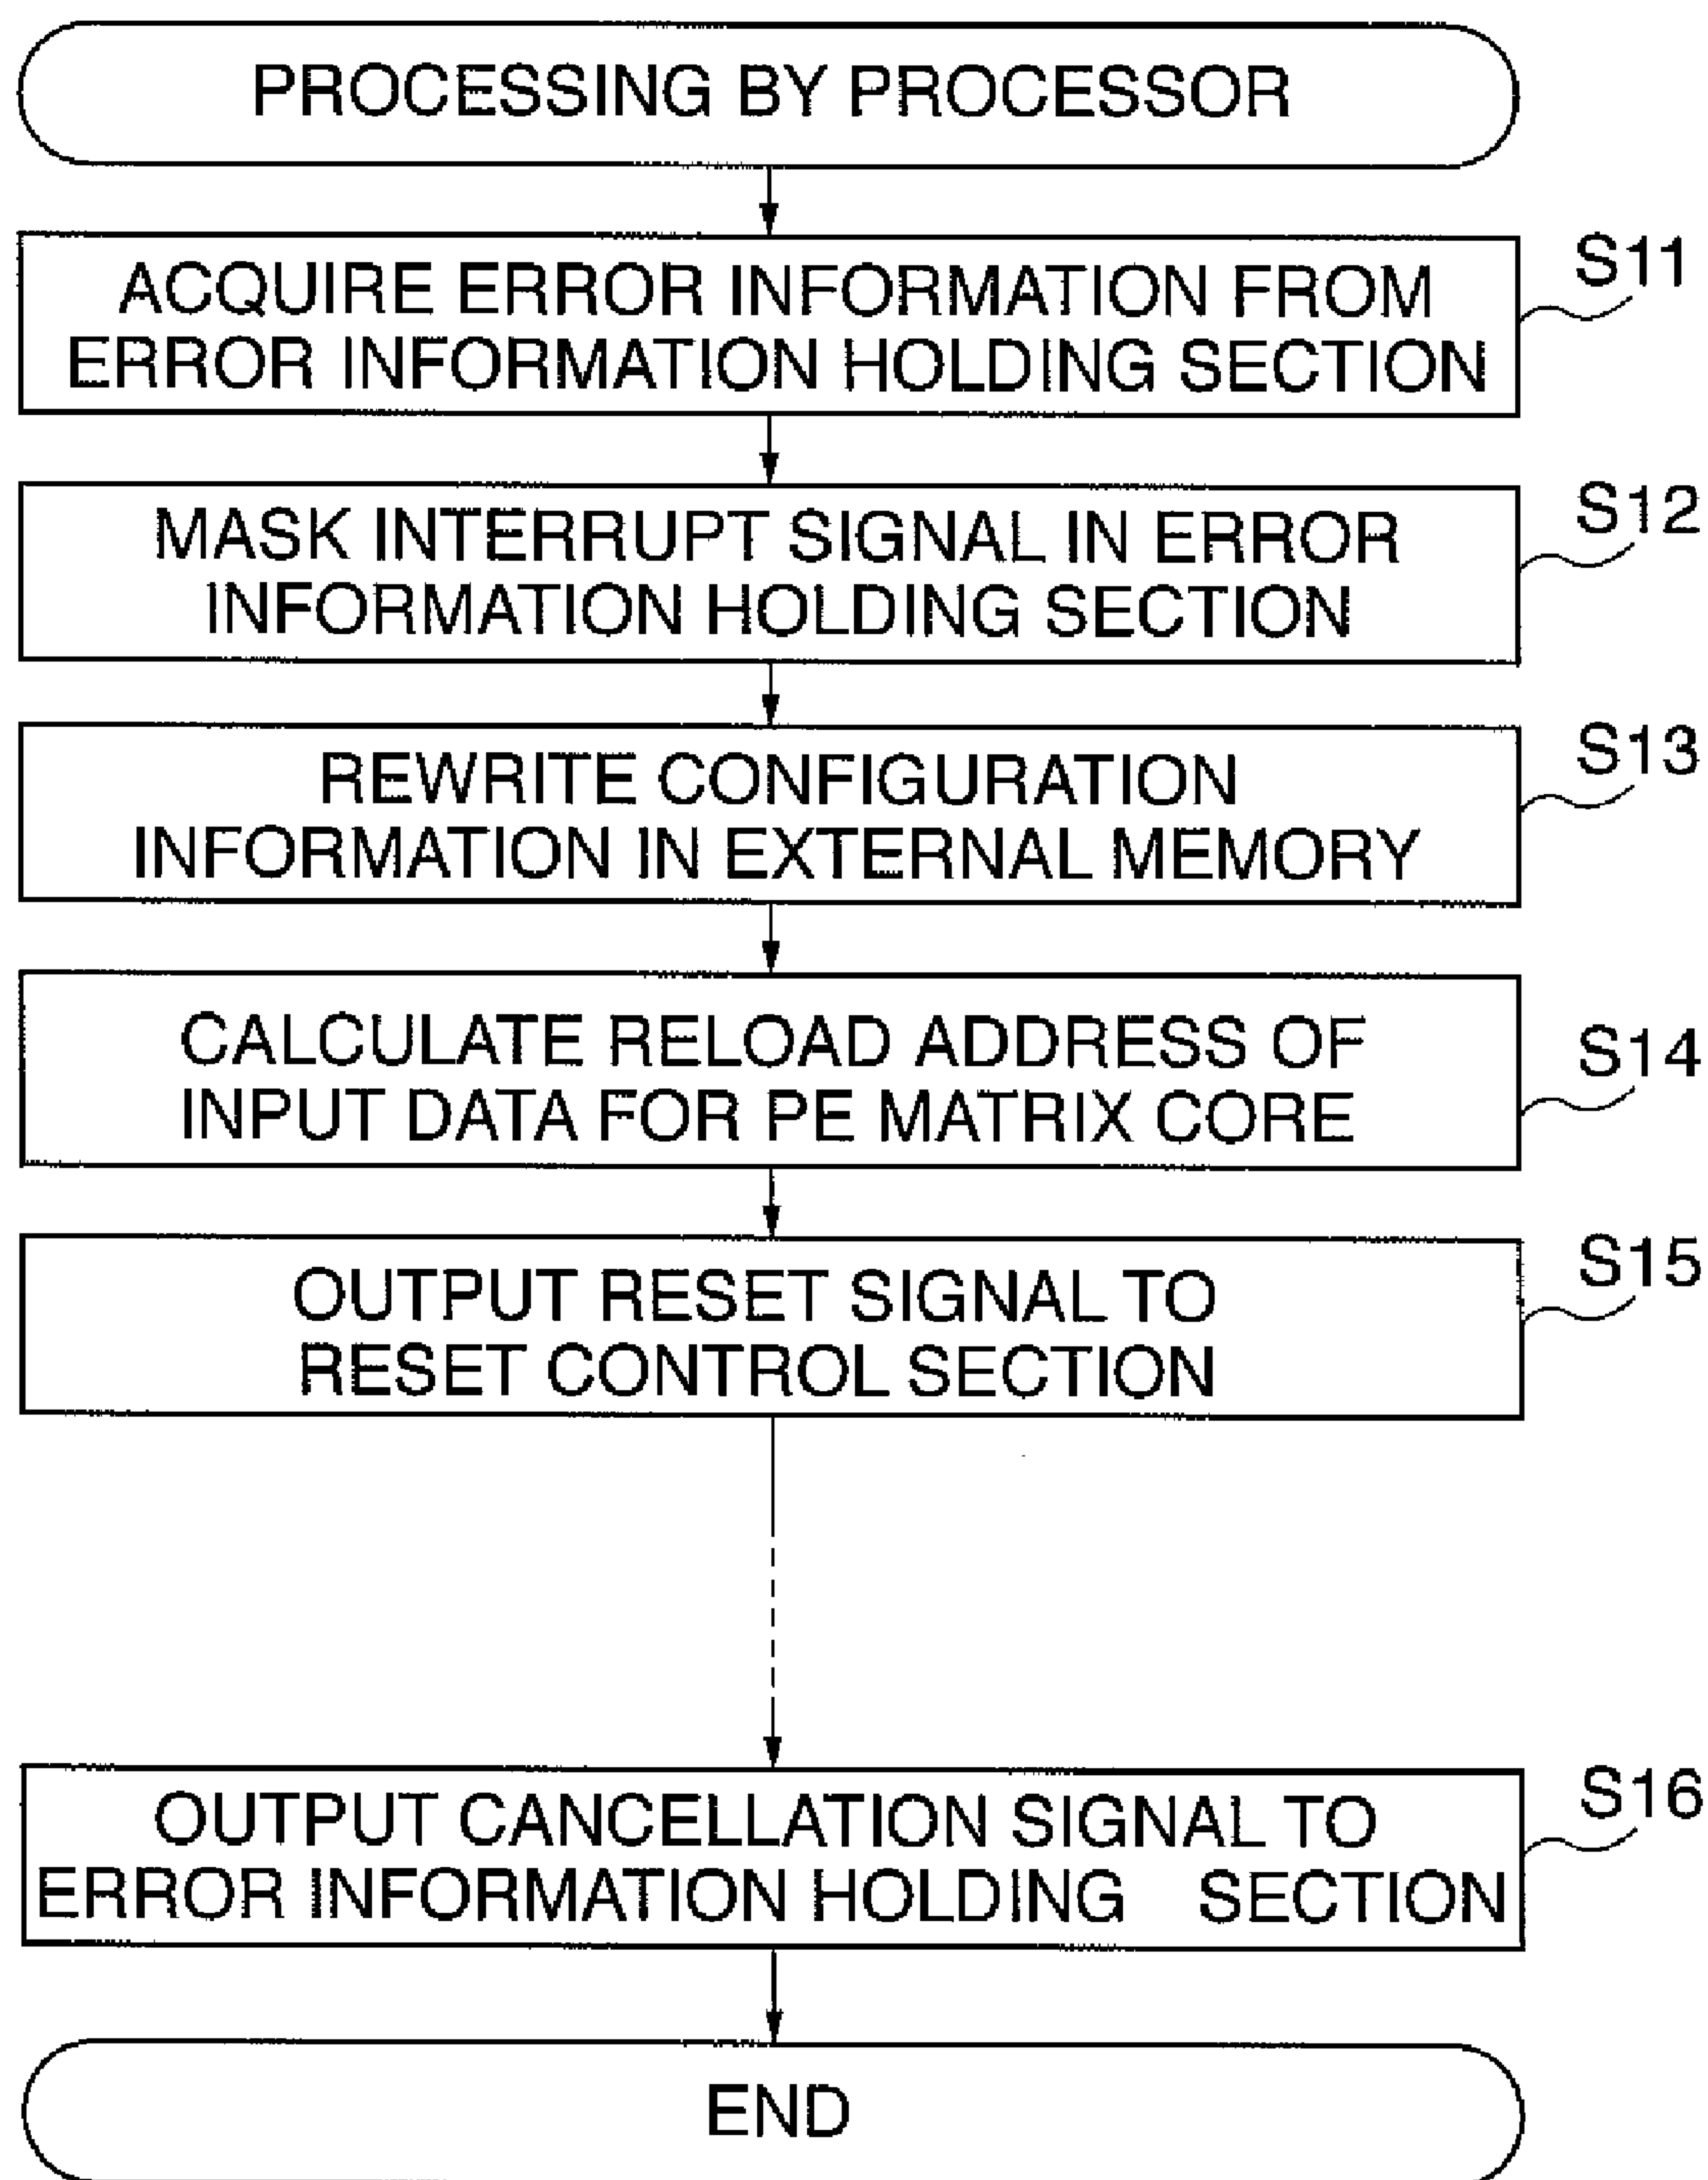 PROCESSING BY PROCESSOR
S11
ACQUIRE ERROR INFORMATION FROM
ERROR INFORMATION HOLDING SECTION
S12
MASK INTERRUPT SIGNAL IN ERROR
INFORMATION HOLDING SECTION
S13
REWRITE CONFIGURATION
INFORMATION IN EXTERNAL MEMORY
S14
CALCULATE RELOAD ADDRESS OF
INPUT DATA FOR PE MATRIX CORE
S15
OUTPUT RESET SIGNAL TO
RESET CONTROL SECTION
S16
OUTPUT CANCELLATION SIGNAL TO
ERROR INFORMATION HOLDING SECTION
END